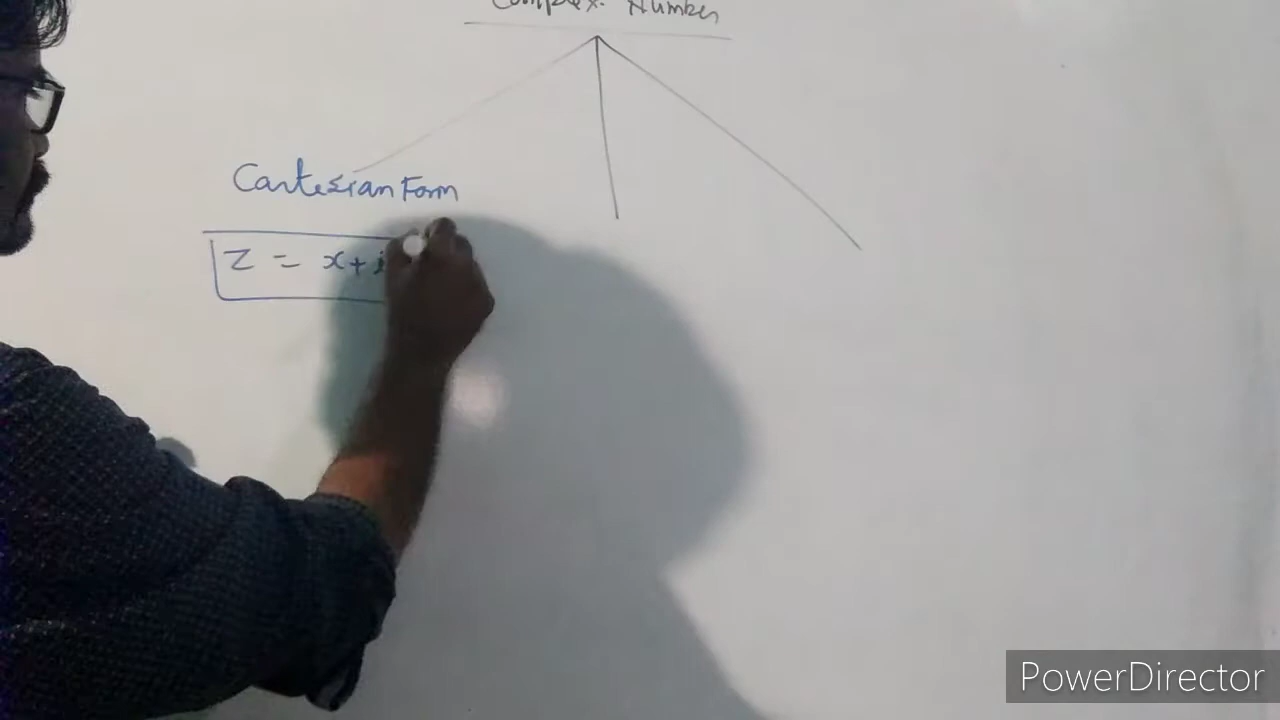 Complex Number
Cartesian Form
Z = x+i
PowerDirector